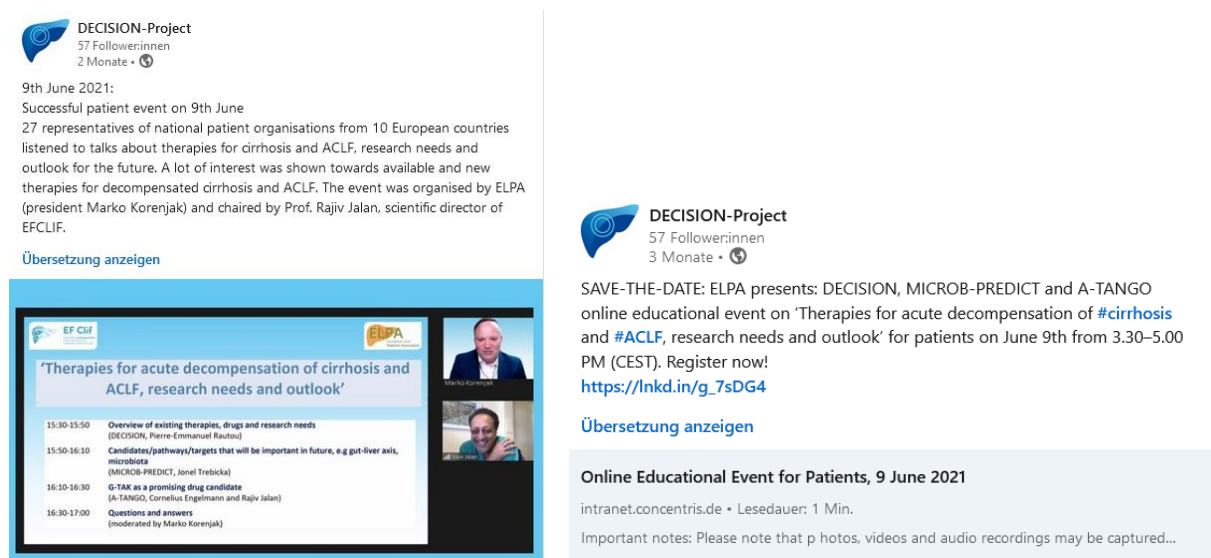 DECISION-Project
57 Follower:innen
2 Monate •
9th June 2021:
Successful patient event on 9th June
27 representatives of national patient organisations from 10 European countries
listened to talks about therapies for cirrhosis and ACLF, research needs and
outlook for the future. A lot of interest was shown towards available and new
therapies for decompensated cirrhosis and ACLF. The event was organised by ELPA
(president Marko Korenjak) and chaired by Prof. Rajiv Jalan, scientific director of
EFCLIF.
Übersetzung anzeigen
EF Clif
ELPA
'Therapies for acute decompensation of cirrhosis and
ACLF, research needs and outlook'
15:30-15:50 Overview of existing therapies, drugs and research needs
(DECISION, Pierre-Emmanuel Rautou)
15:50-16:10 Candidates/pathways/targets that will be important in future, e.g gut-liver axis,
microbiota
(MICROB-PREDICT, Jonel Trebicka)
16:10-16:30 G-TAK as a promising drug candidate
(A-TANGO, Cornelius Engelmann and Rajiv Jalan)
16:30-17:00 Questions and answers
(moderated by Marko Korenjak)
Marko Korenjak
Rajiv Jalan
DECISION-Project
57 Follower:innen
3 Monate •
SAVE-THE-DATE: ELPA presents: DECISION, MICROB-PREDICT and A-TANGO
online educational event on 'Therapies for acute decompensation of #cirrhosis
and #ACLF, research needs and outlook' for patients on June 9th from 3.30–5.00
PM (CEST). Register now!
https://lnkd.in/g_7sDG4
Übersetzung anzeigen
Online Educational Event for Patients, 9 June 2021
intranet.concentris.de • Lesedauer: 1 Min.
Important notes: Please note that p hotos, videos and audio recordings may be captured...